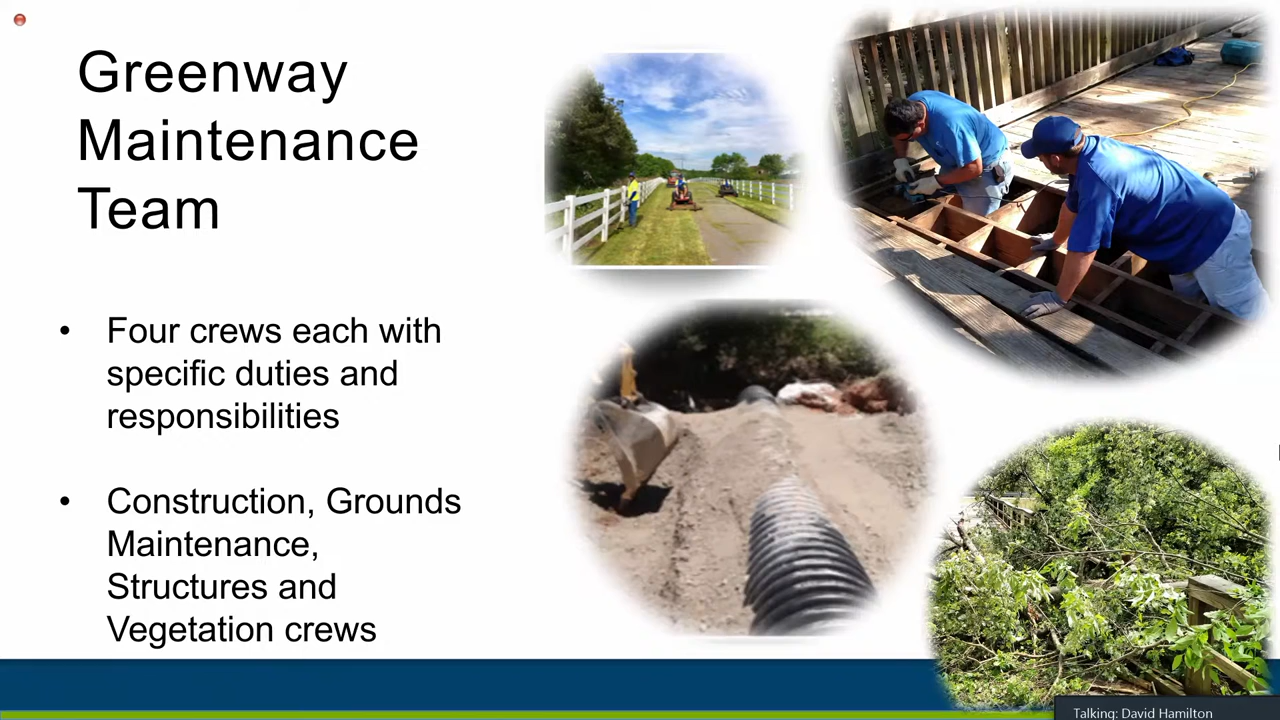 Greenway
Maintenance
Team
• Four crews each with
specific duties and
responsibilities
• Construction, Grounds
Maintenance,
Structures and
Vegetation crews
Talking: David Hamilton